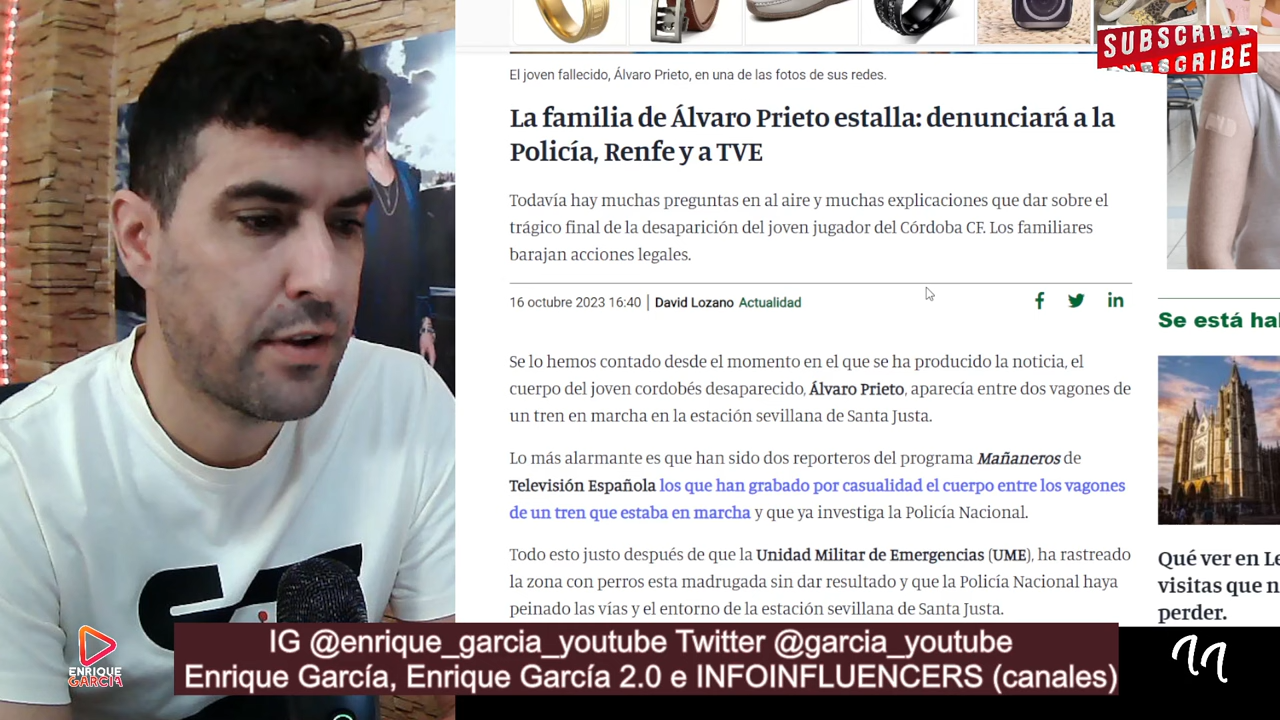 SUBSCRIBE
SUBSCRIBE
El joven fallecido, Álvaro Prieto, en una de las fotos de sus redes.
La familia de Álvaro Prieto estalla: denunciará a la
Policía, Renfe y a TVE
Todavía hay muchas preguntas en al aire y muchas explicaciones que dar sobre el
trágico final de la desaparición del joven jugador del Córdoba CF. Los familiares
barajan acciones legales.
16 octubre 2023 16:40 | David Lozano Actualidad
Se lo hemos contado desde el momento en el que se ha producido la noticia, el
cuerpo del joven cordobés desaparecido, Álvaro Prieto, aparecía entre dos vagones de
un tren en marcha en la estación sevillana de Santa Justa.
Lo más alarmante es que han sido dos reporteros del programa Mañaneros de
Televisión Española los que han grabado por casualidad el cuerpo entre los vagones
de un tren que estaba en marcha y que ya investiga la Policía Nacional.
Todo esto justo después de que la Unidad Militar de Emergencias (UME), ha rastreado
la zona con perros esta madrugada sin dar resultado y que la Policía Nacional haya
peinado las vías y el entorno de la estación sevillana de Santa Justa.
Se está ha
Qué ver en Le
visitas que n
perder.
ENRIQUE
GARCÍA
IG @enrique_garcia_youtube Twitter @garcia_youtube
Enrique García, Enrique García 2.0 e INFOINFLUENCERS (canales)